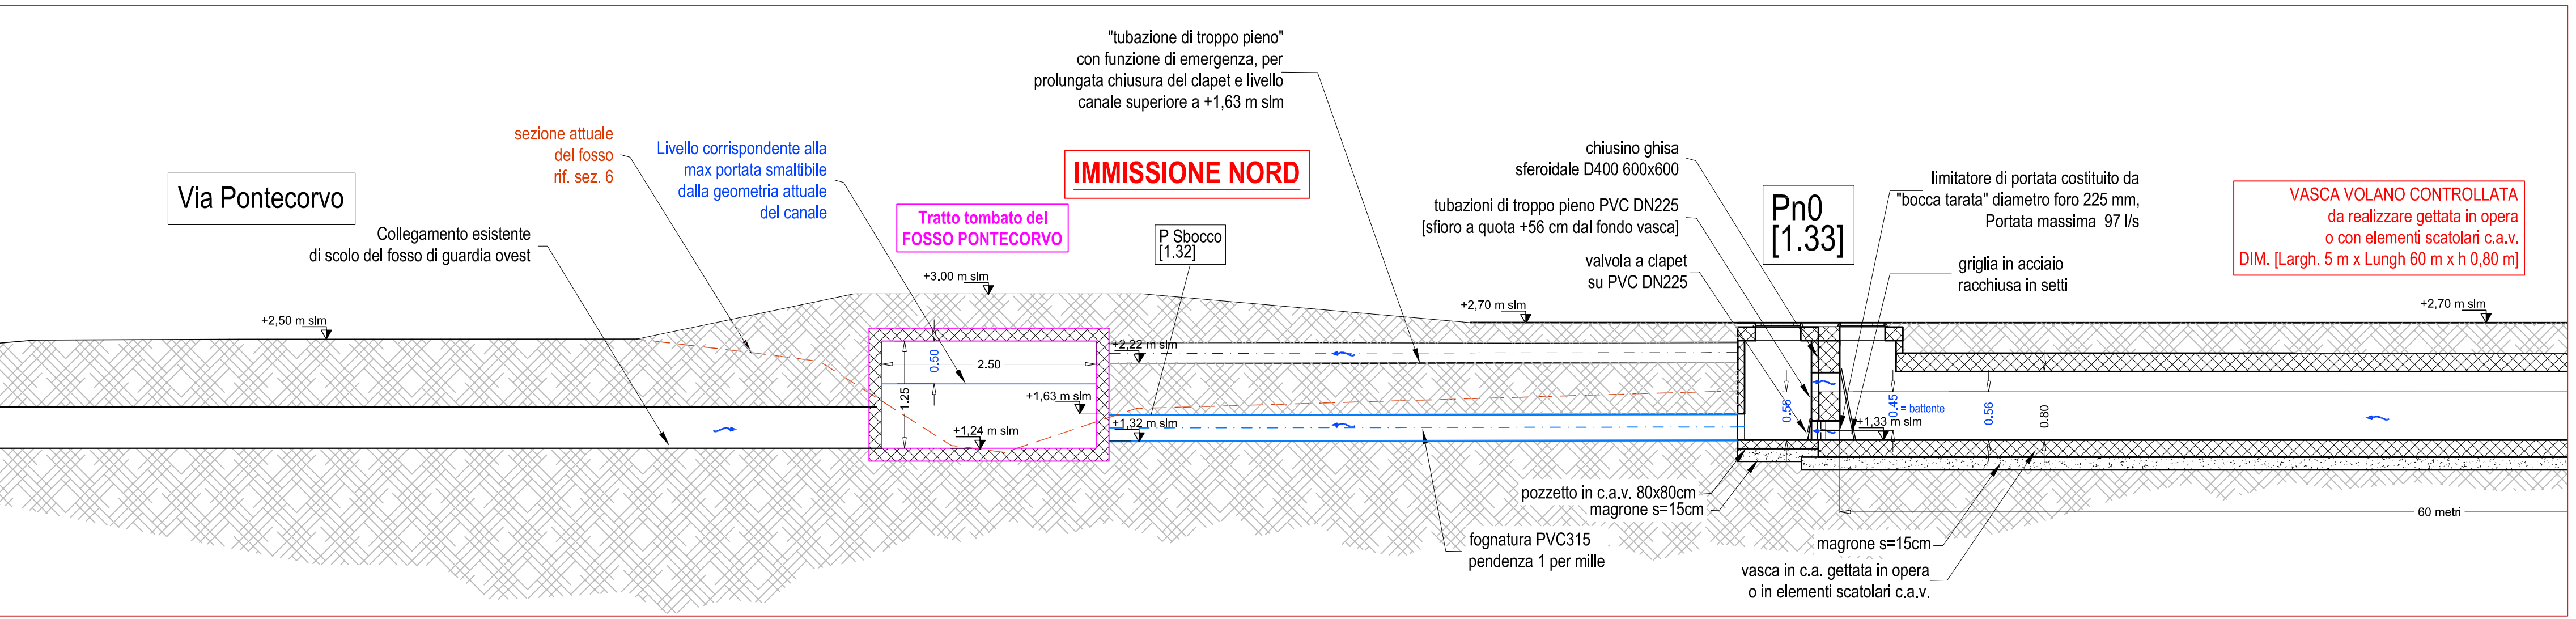 "tubazione di troppo pieno"
con funzione di emergenza, per
prolungata chiusura del clapet e livello
canale superiore a +1,63 m slm
sezione attuale
del fosso
rif. sez. 6
Livello corrispondente alla
max portata smaltibile
dalla geometria attuale
del canale
IMMISSIONE NORD
chiusino ghisa
sferoidale D400 600x600
limitatore di portata costituito da
"bocca tarata" diametro foro 225 mm,
Portata massima 97 l/s
VASCA VOLANO CONTROLLATA
da realizzare gettata in opera
o con elementi scatolari c.a.v.
DIM. [Largh. 5 m x Lungh 60 m x h 0,80 m]
Via Pontecorvo
Tratto tombato del
FOSSO PONTECORVO
tubazioni di troppo pieno PVC DN225
[sfioro a quota +56 cm dal fondo vasca]
Pn0
[1.33]
Collegamento esistente
di scolo del fosso di guardia ovest
P Sbocco
[1.32]
valvola a clapet
su PVC DN225
griglia in acciaio
racchiusa in setti
+3,00 m slm
+2,50 m slm
+2,70 m slm
+2,70 m slm
+2,22 m slm
0.50
2.50
1.25
+1,63 m slm
+1,24 m slm
+1,32 m slm
0.56
0.45
= battente
+1,33 m slm
0.56
0.80
pozzetto in c.a.v. 80x80cm
magrone s=15cm
60 metri
fognatura PVC315
pendenza 1 per mille
magrone s=15cm
vasca in c.a. gettata in opera
o in elementi scatolari c.a.v.